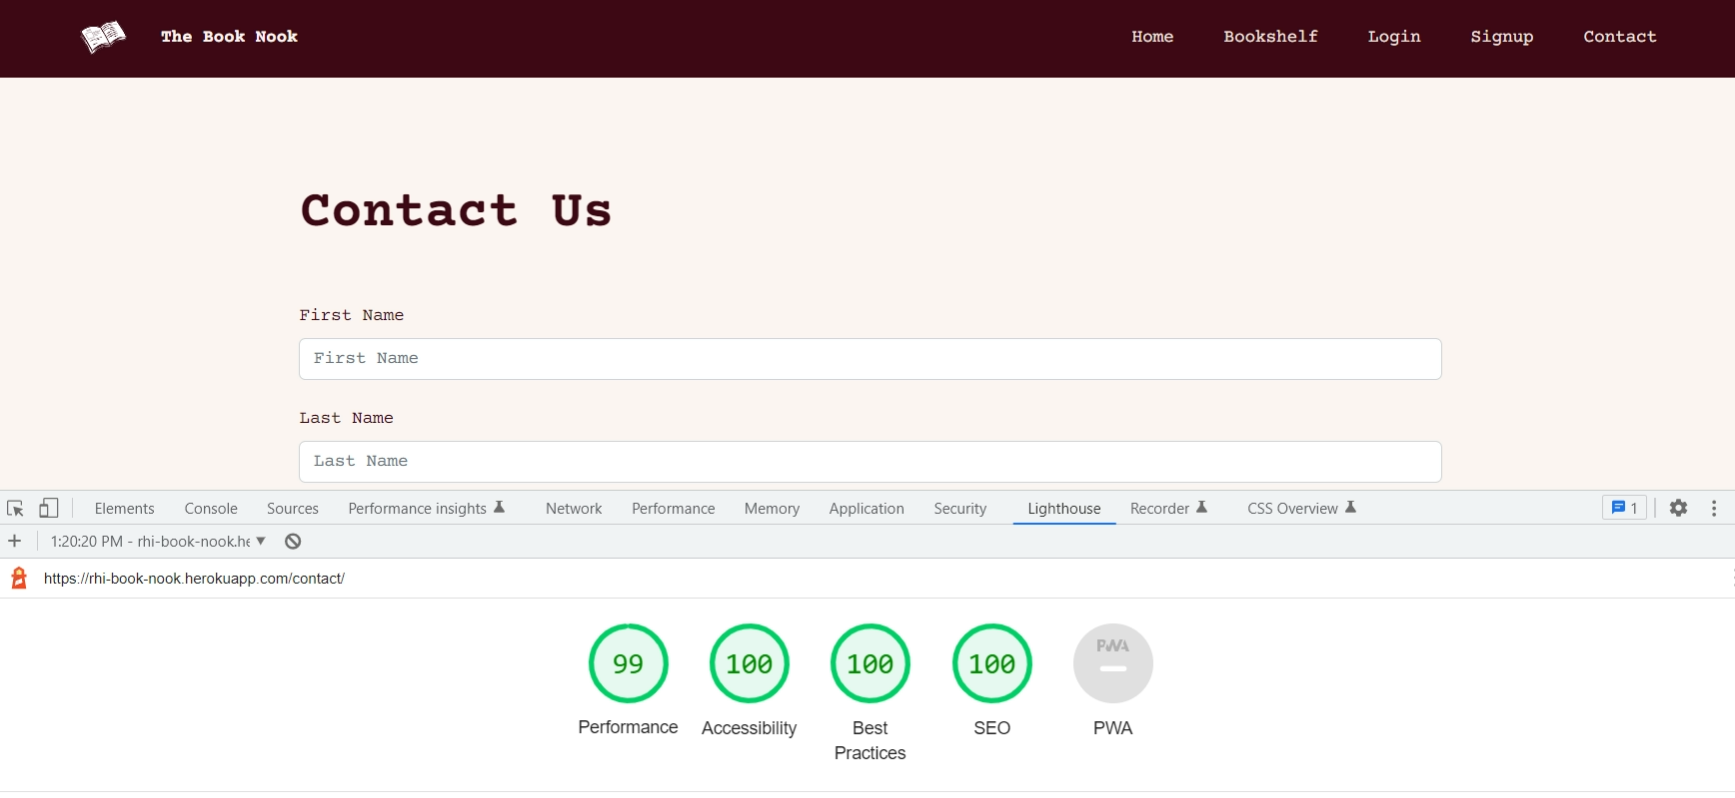 The Book Nook Home Bookshelf Login Signup Contact
Contact Us
First Name
First Name
Last Name
Last Name
Elements Console Sources Performance insights Network Performance Memory Application Security Lighthouse Recorder CSS Overview 1
1:20:20 PM - rhi-book-nook.he
https://rhi-book-nook.herokuapp.com/contact/
99 100 100 100 PWA
Performance Accessibility Best Practices SEO PWA